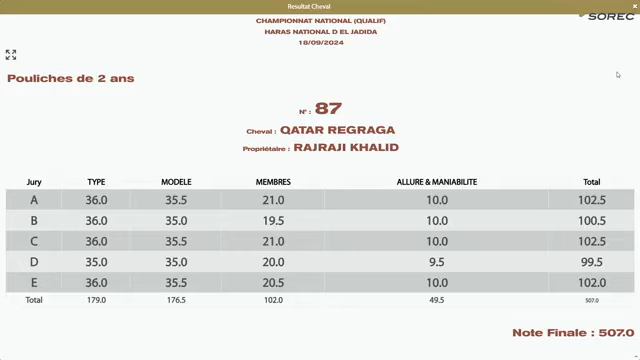 Resultat Cheval
SOREC
CHAMPIONNAT NATIONAL (QUALIF)
HARAS NATIONAL D EL JADIDA
18/09/2024
Pouliches de 2 ans
N° : 87
Cheval : QATAR REGRAGA
Propriétaire : RAJRAJI KHALID
Jury TYPE MODELE MEMBRES ALLURE & MANIABILITE Total
A 36.0 35.5 21.0 10.0 102.5
B 36.0 35.0 19.5 10.0 100.5
C 36.0 35.5 21.0 10.0 102.5
D 35.0 35.0 20.0 9.5 99.5
E 36.0 35.5 20.5 10.0 102.0
Total 179.0 176.5 102.0 49.5 507.0
Note Finale : 507.0